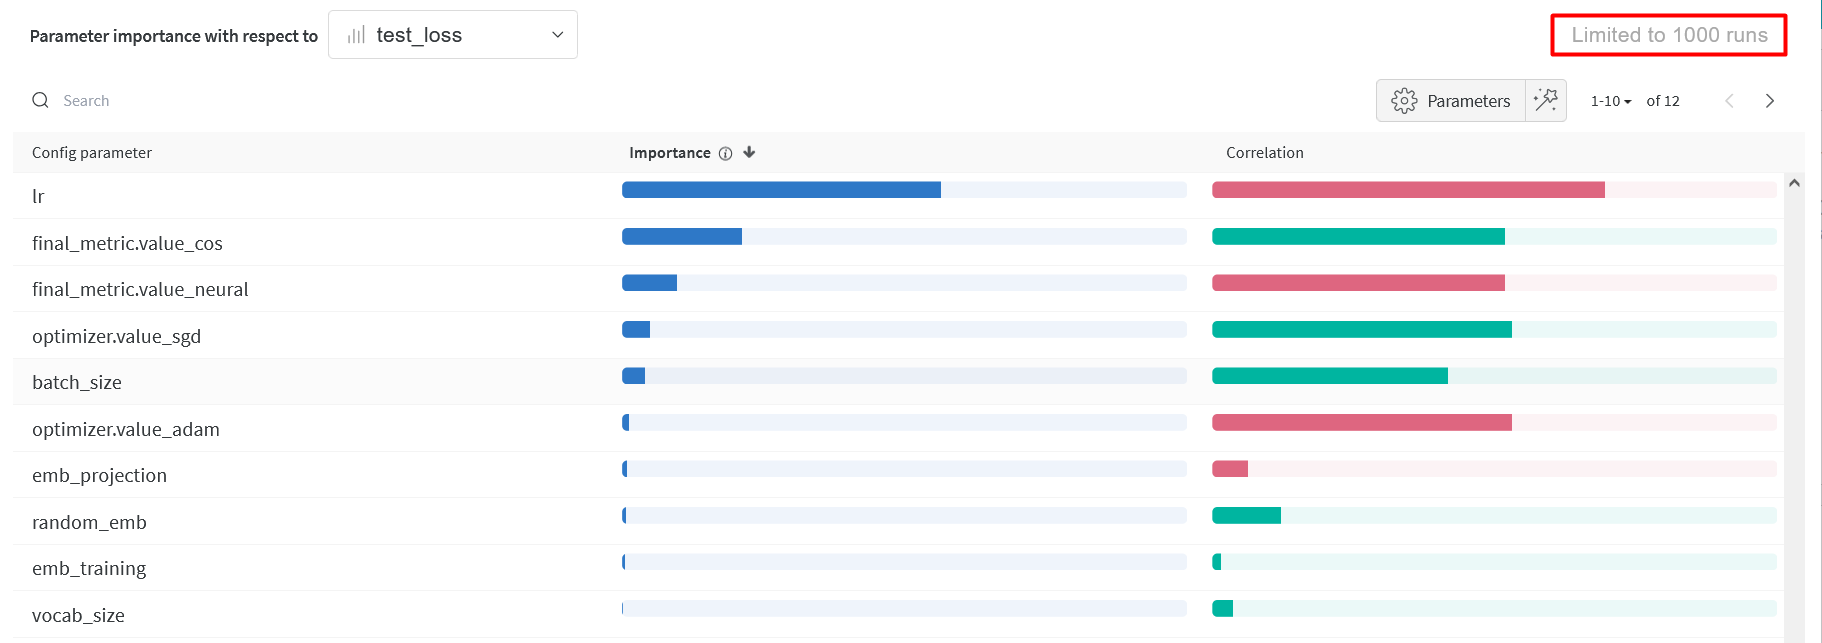 Parameter importance with respect to test_loss Limited to 1000 runs
Search Parameters 1-10 of 12
Config parameter Importance Correlation
lr
final_metric.value_cos
final_metric.value_neural
optimizer.value_sgd
batch_size
optimizer.value_adam
emb_projection
random_emb
emb_training
vocab_size